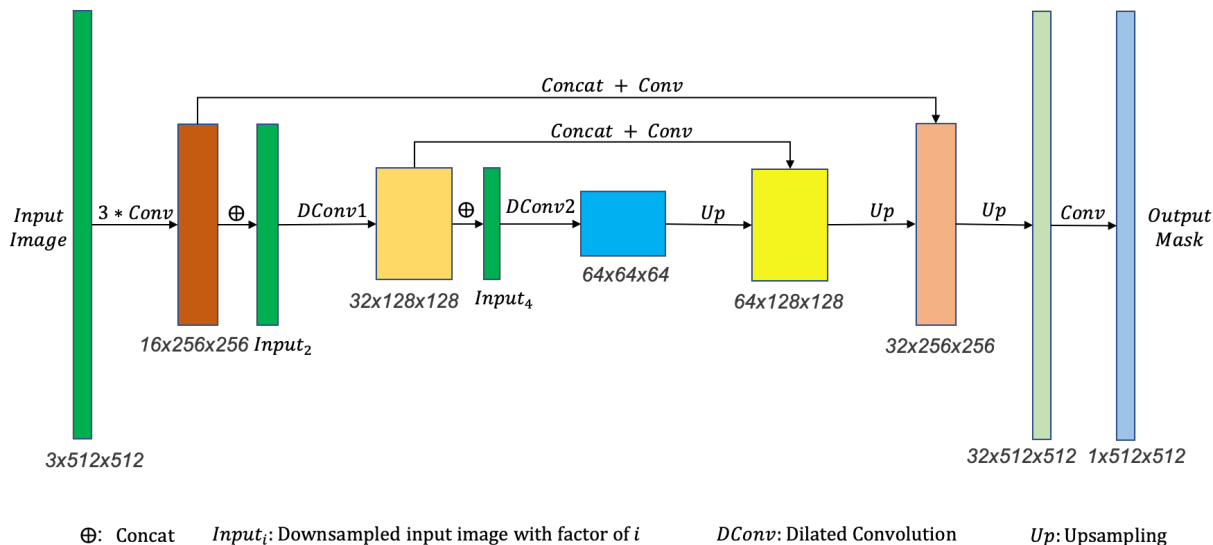 Concat + Conv
Concat + Conv
Input
Image
3 * Conv
⊕
DConv1
⊕
DConv2
Up
Up
Up
Conv
Output
Mask
16x256x256
Input₂
32x128x128
Input₄
64x64x64
64x128x128
32x256x256
3x512x512
32x512x512
1x512x512
⊕: Concat
Inputᵢ: Downsampled input image with factor of i
DConv: Dilated Convolution
Up: Upsampling